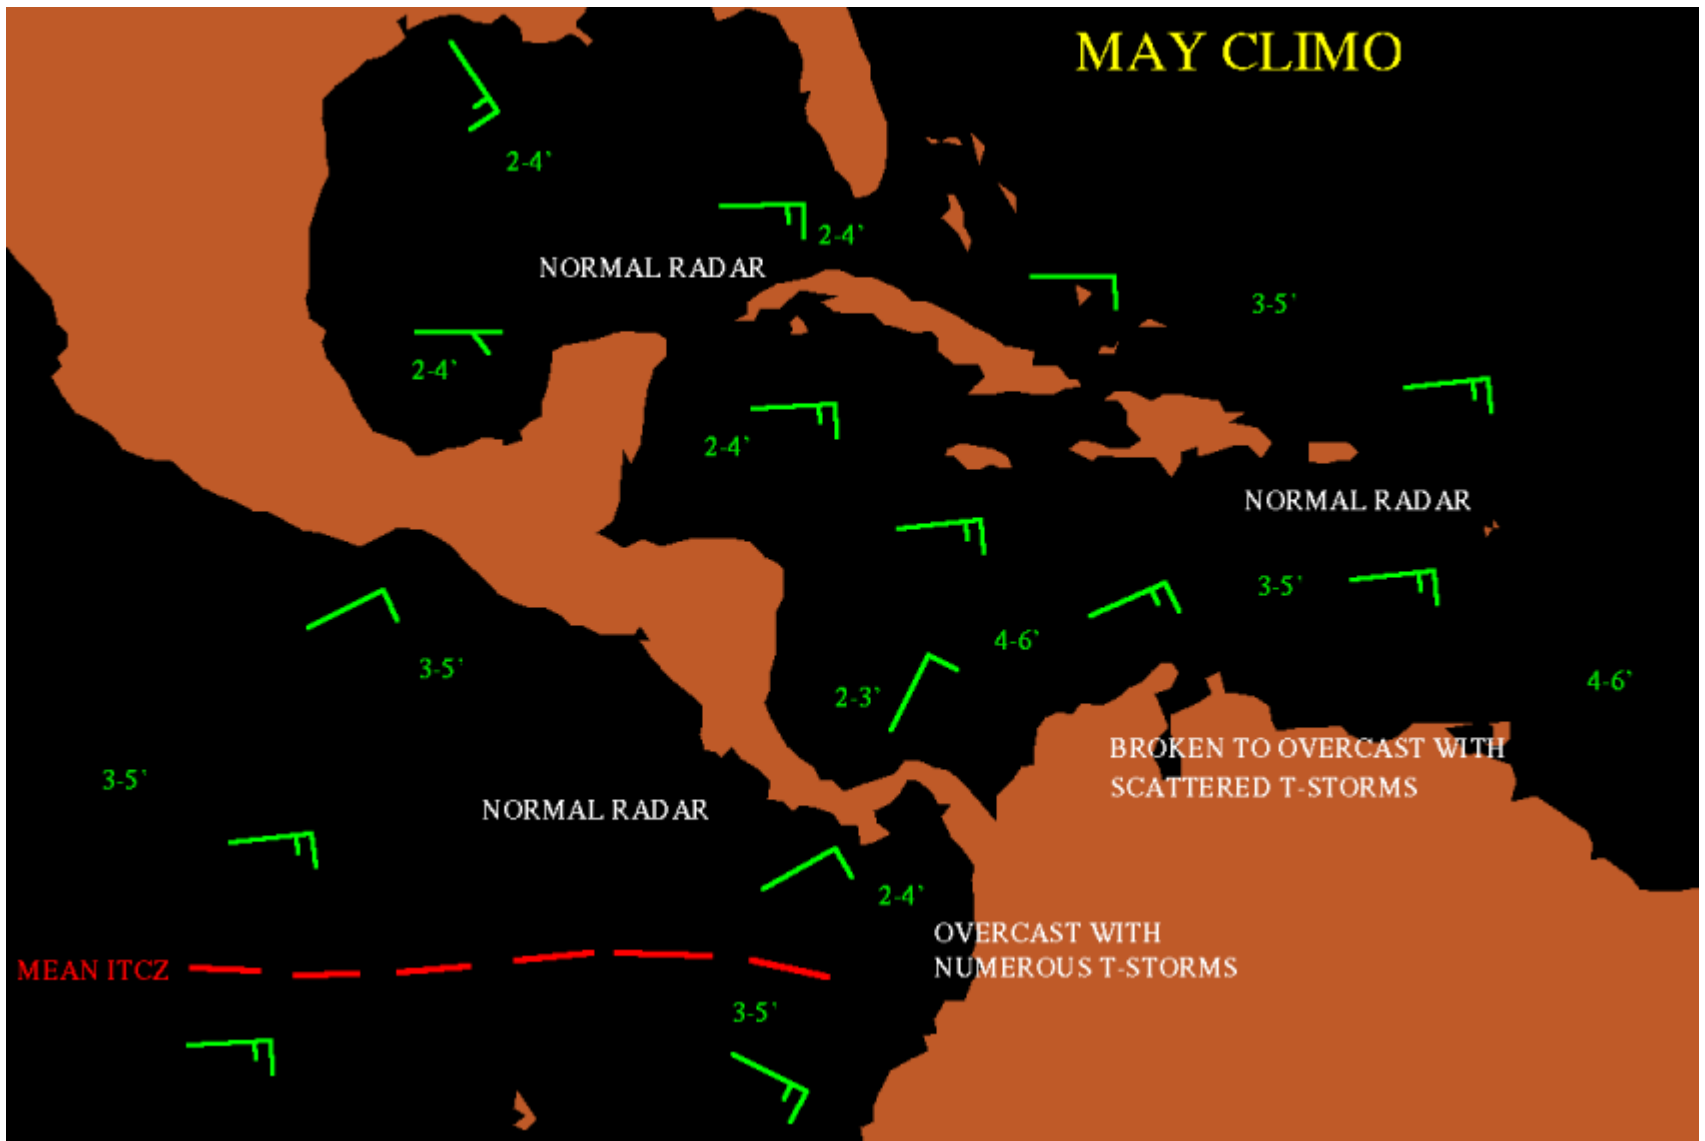 MAY CLIMO
2-4'
2-4'
NORMAL RADAR
3-5'
2-4'
2-4'
NORMAL RADAR
3-5'
4-6'
3-5'
2-3'
4-6'
BROKEN TO OVERCAST WITH
SCATTERED T-STORMS
3-5'
NORMAL RADAR
2-4'
OVERCAST WITH
NUMEROUS T-STORMS
MEAN ITCZ
3-5'